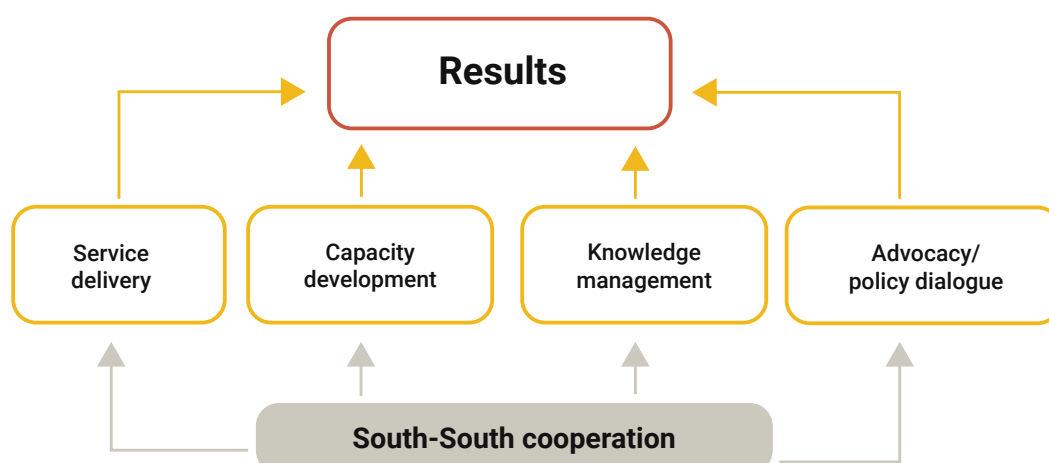 Results
Service
delivery
Capacity
development
Knowledge
management
Advocacy/
policy dialogue
South-South cooperation